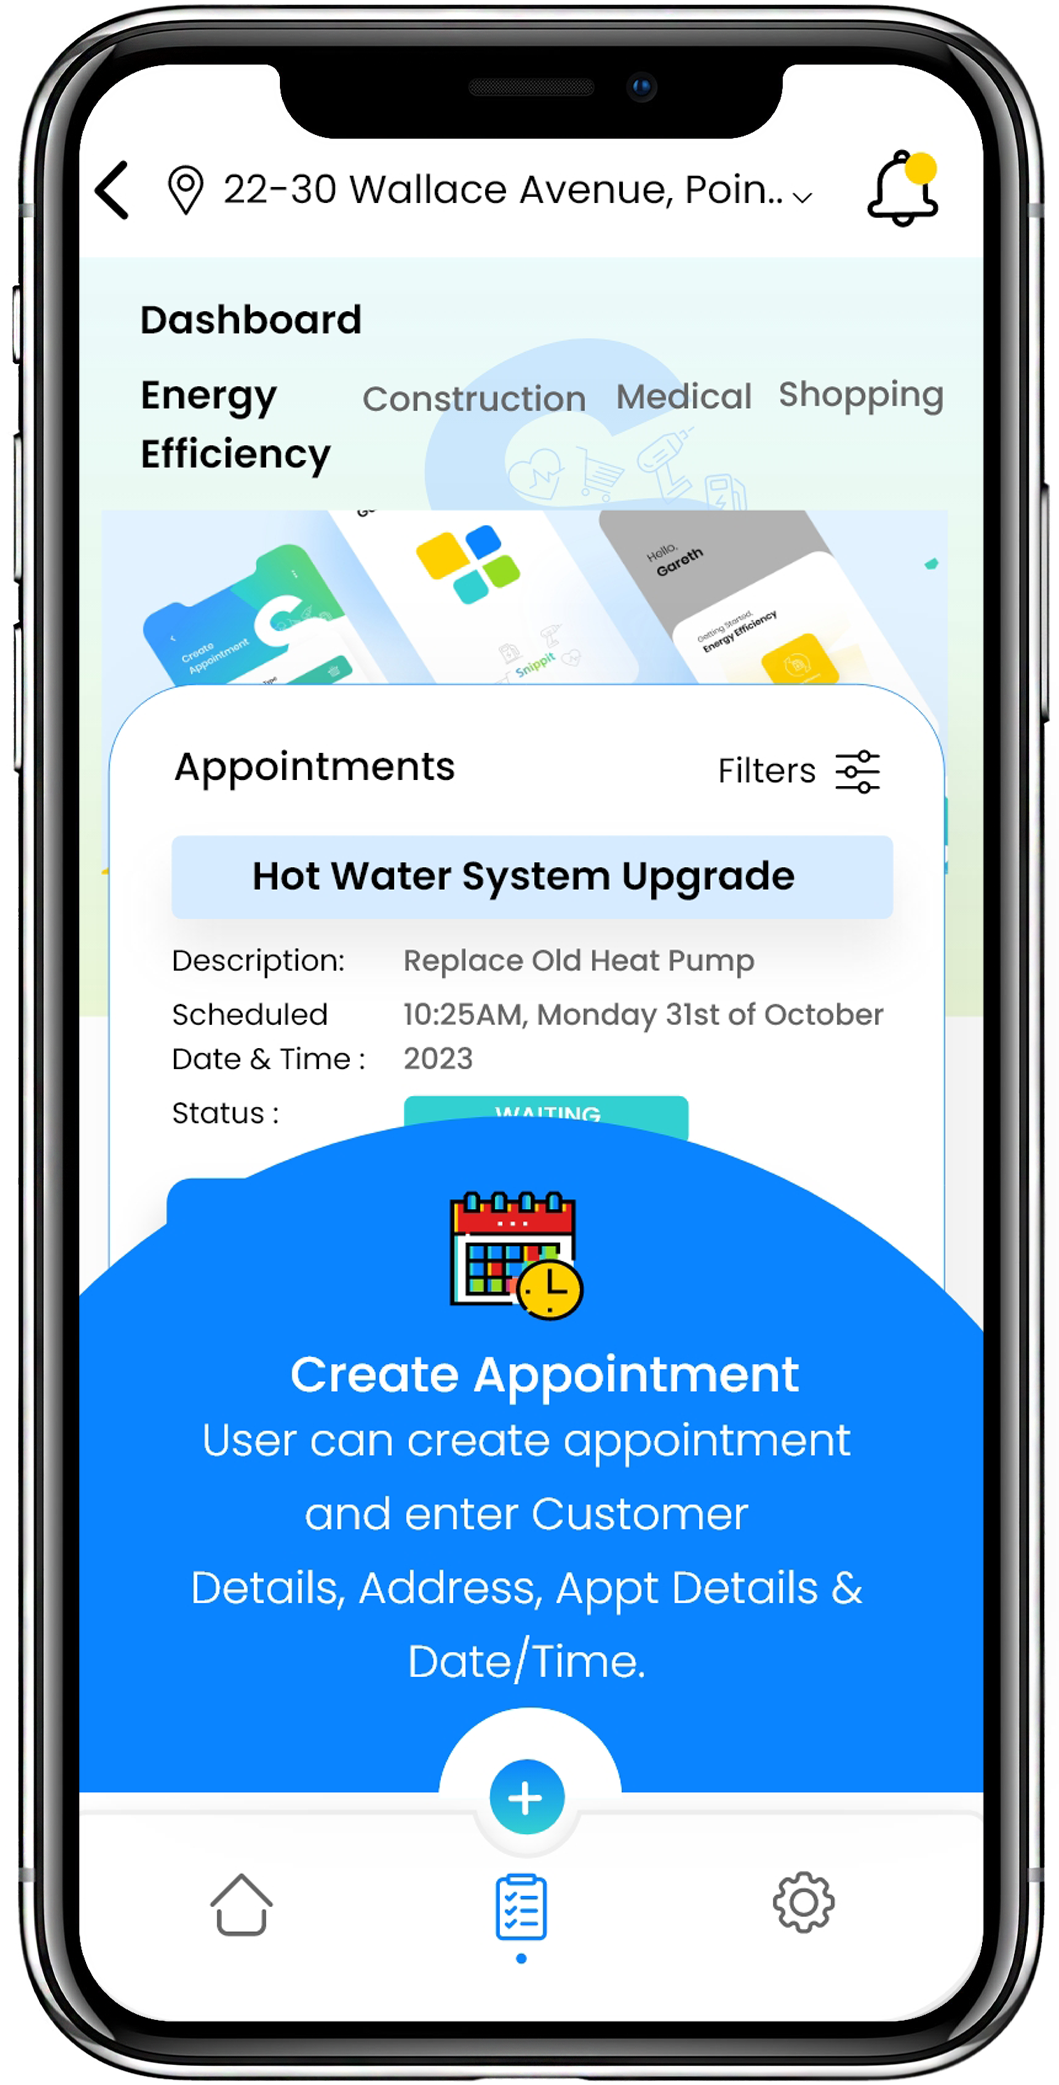 22-30 Wallace Avenue, Poin..
Dashboard
Energy
Efficiency
Construction
Medical
Shopping
Create
Appointment
Snippit
Hello,
Gareth
Getting Started,
Energy Efficiency
Appointments
Filters
Hot Water System Upgrade
Description:
Replace Old Heat Pump
Scheduled
Date & Time :
10:25AM, Monday 31st of October
2023
Status :
WAITING
Create Appointment
User can create appointment
and enter Customer
Details, Address, Appt Details &
Date/Time.